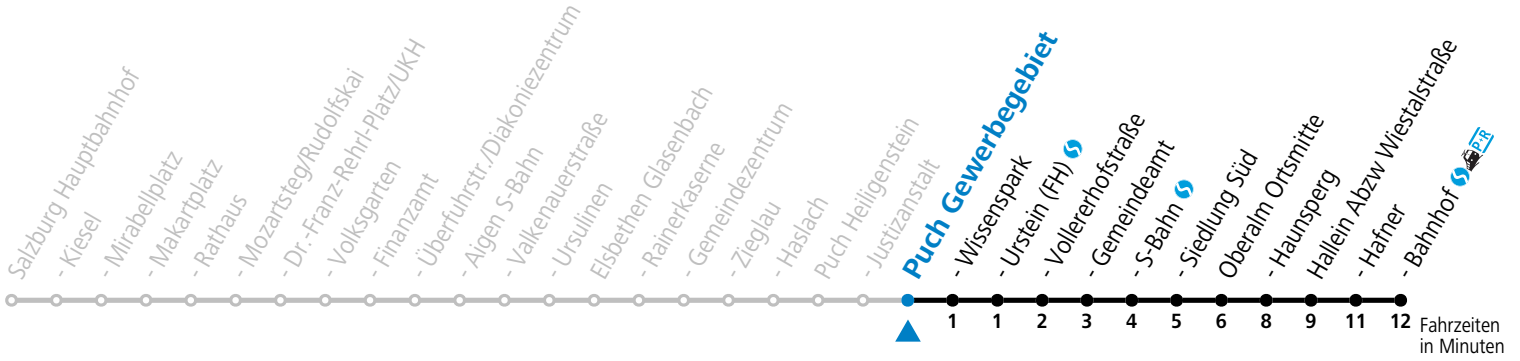 Salzburg Hauptbahnhof
- Kiesel
- Mirabellplatz
- Makartplatz
- Rathaus
- Mozartsteg/Rudolfskai
- Dr.-Franz-Rehrl-Platz/UKH
- Volksgarten
- Finanzamt
- Überfuhrstr./Diakoniezentrum
- Aigen S-Bahn
- Valkenauerstraße
- Ursulinen
Elsbethen Glasenbach
- Rainerkaserne
- Gemeindezentrum
- Zieglau
- Haslach
Puch Heiligenstein
- Justizanstalt
Puch Gewerbegebiet
- Wissenspark
- Urstein (FH)
- Vollererhofstraße
- Gemeindeamt
- S-Bahn
- Siedlung Süd
Oberalm Ortsmitte
- Haunsperg
Hallein Abzw Wiestalstraße
- Hafner
- Bahnhof P+R
1 1 2 3 4 5 6 8 9 11 12 Fahrzeiten
in Minuten